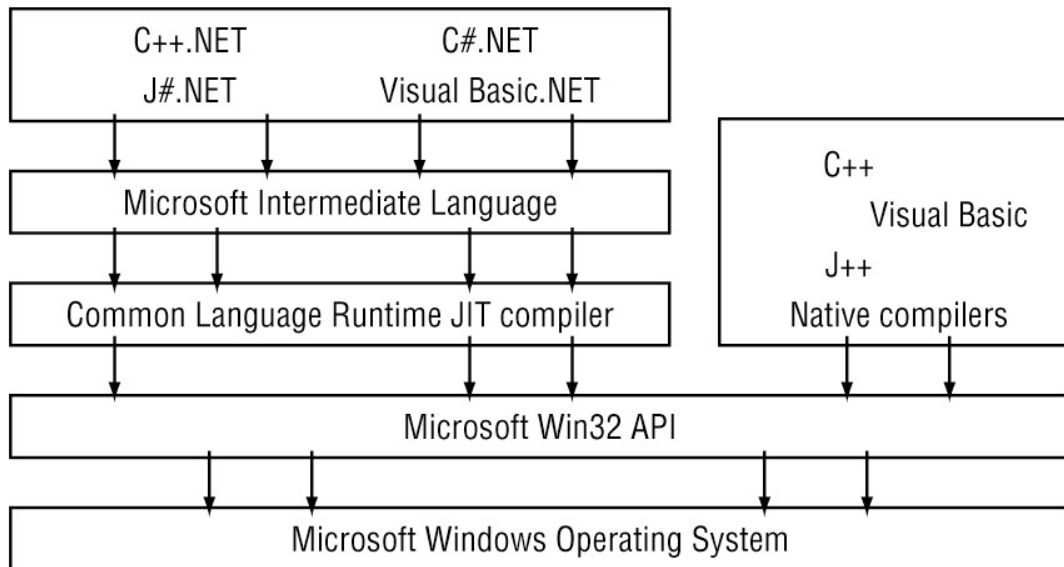 C++.NET C#.NET
J#.NET Visual Basic.NET
Microsoft Intermediate Language
Common Language Runtime JIT compiler
C++
Visual Basic
J++
Native compilers
Microsoft Win32 API
Microsoft Windows Operating System